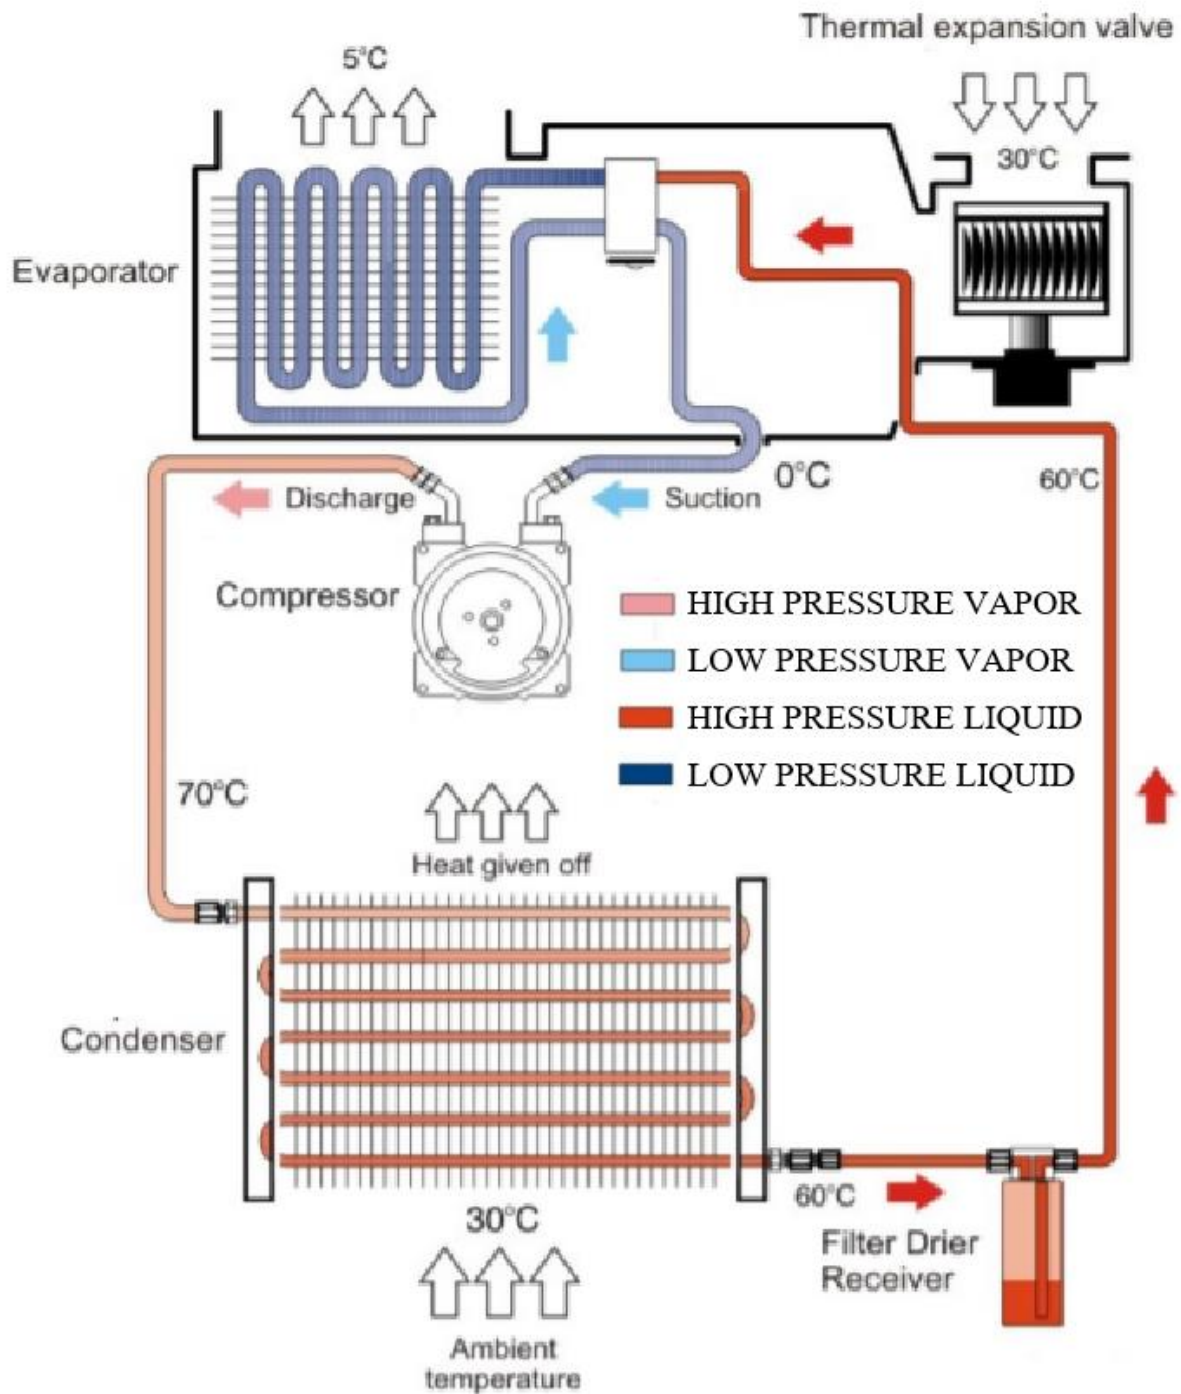 Thermal expansion valve
5°C
30°C
Evaporator
0°C
60°C
Discharge
Suction
Compressor
HIGH PRESSURE VAPOR
LOW PRESSURE VAPOR
HIGH PRESSURE LIQUID
LOW PRESSURE LIQUID
70°C
Heat given off
Condenser
60°C
30°C
Filter Drier
Receiver
Ambient
temperature